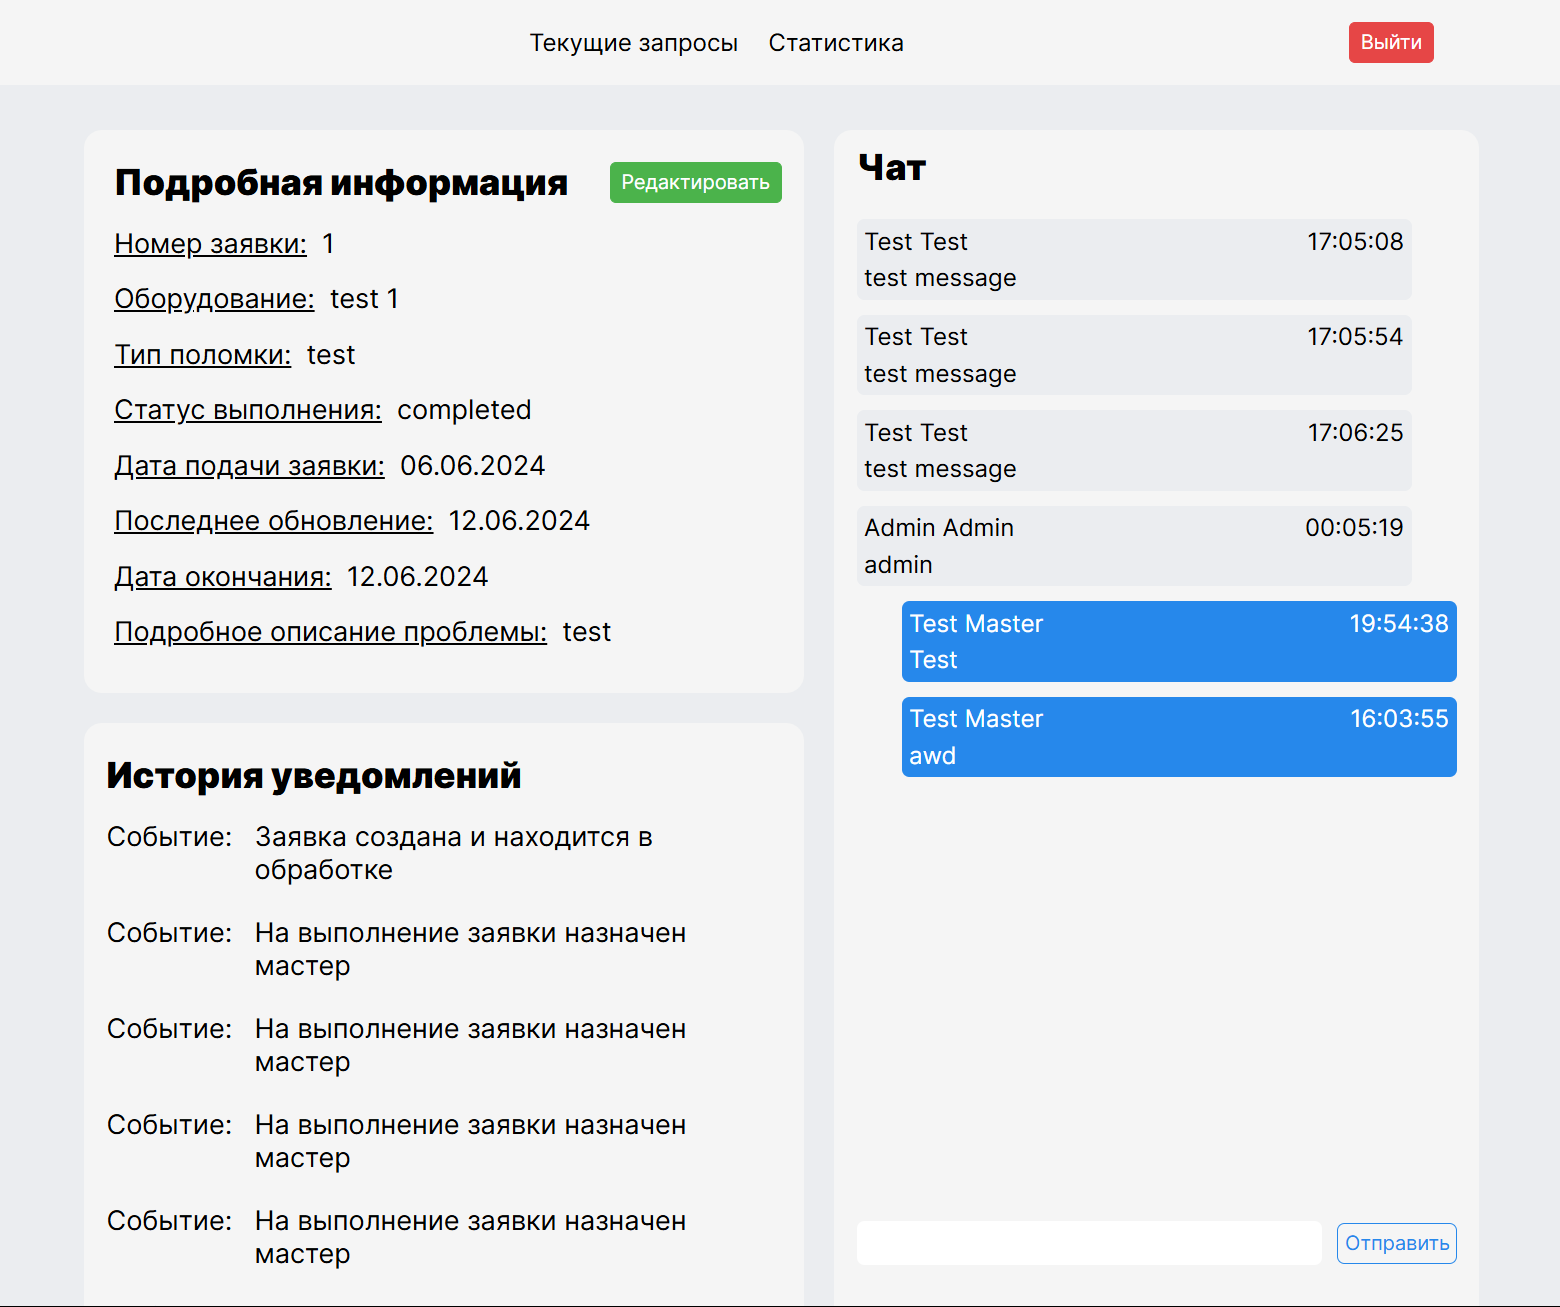 Текущие запросы Статистика Выйти
Подробная информация Редактировать
Номер заявки: 1
Оборудование: test 1
Тип поломки: test
Статус выполнения: completed
Дата подачи заявки: 06.06.2024
Последнее обновление: 12.06.2024
Дата окончания: 12.06.2024
Подробное описание проблемы: test
История уведомлений
Событие: Заявка создана и находится в
обработке
Событие: На выполнение заявки назначен
мастер
Событие: На выполнение заявки назначен
мастер
Событие: На выполнение заявки назначен
мастер
Событие: На выполнение заявки назначен
мастер
Чат
Test Test 17:05:08
test message
Test Test 17:05:54
test message
Test Test 17:06:25
test message
Admin Admin 00:05:19
admin
Test Master 19:54:38
Test
Test Master 16:03:55
awd
Отправить